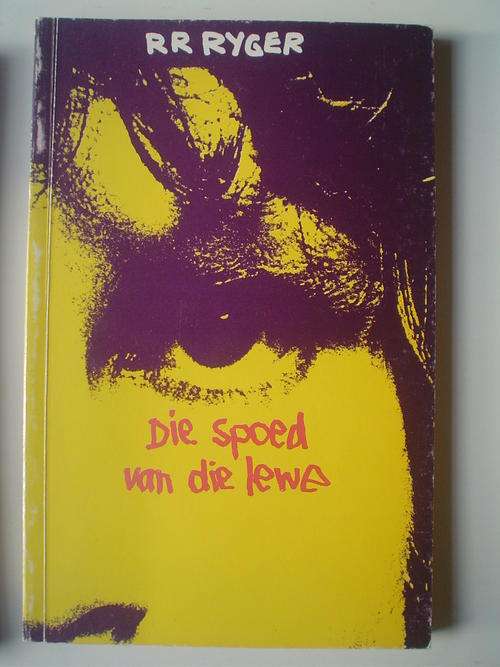 RR RYGER
Die spoed
van die lewe